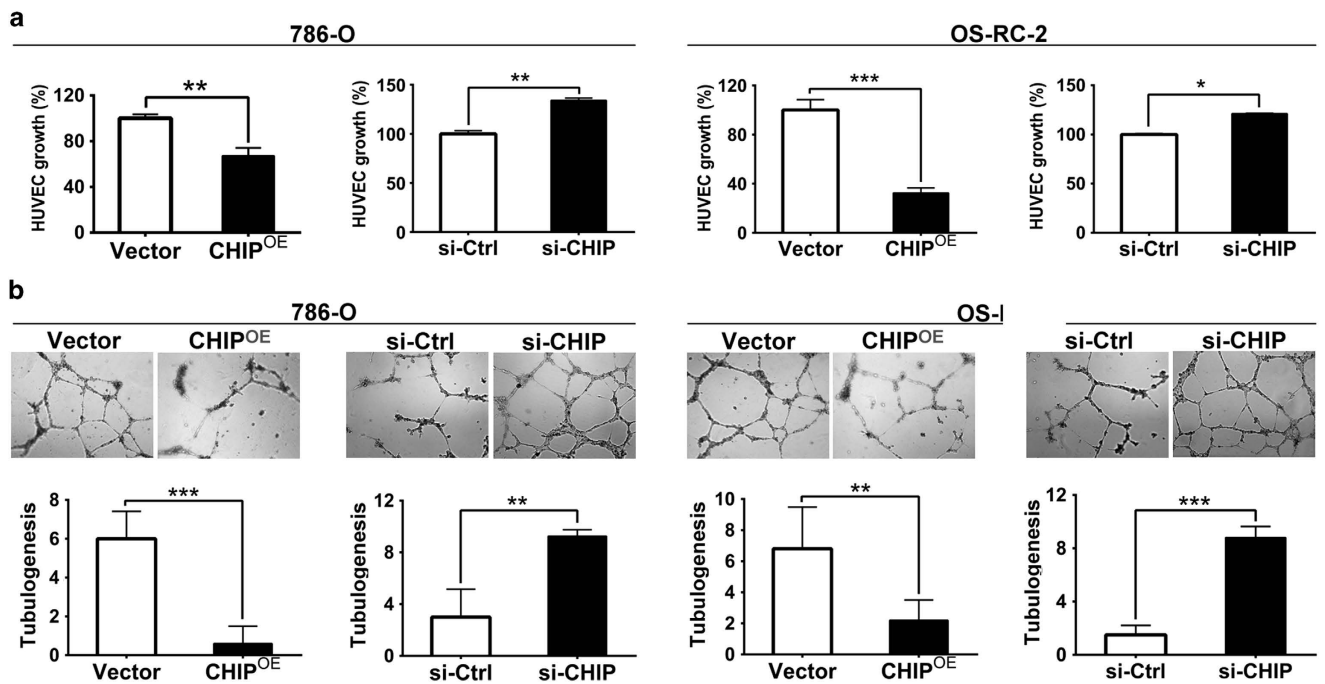 a
786-O
OS-RC-2
HUVEC growth (%)
120
80
40
0
**
Vector
CHIPOE
HUVEC growth (%)
150
100
50
0
**
si-Ctrl
si-CHIP
HUVEC growth (%)
120
80
40
0
***
Vector
CHIPOE
HUVEC growth (%)
150
100
50
0
*
si-Ctrl
si-CHIP
b
786-O
OS-
Vector
CHIPOE
si-Ctrl
si-CHIP
Vector
CHIPOE
si-Ctrl
si-CHIP
Tubulogenesis
8
6
4
2
0
***
Vector
CHIPOE
Tubulogenesis
12
8
4
0
**
si-Ctrl
si-CHIP
Tubulogenesis
10
8
6
4
2
0
**
Vector
CHIPOE
Tubulogenesis
12
8
4
0
***
si-Ctrl
si-CHIP